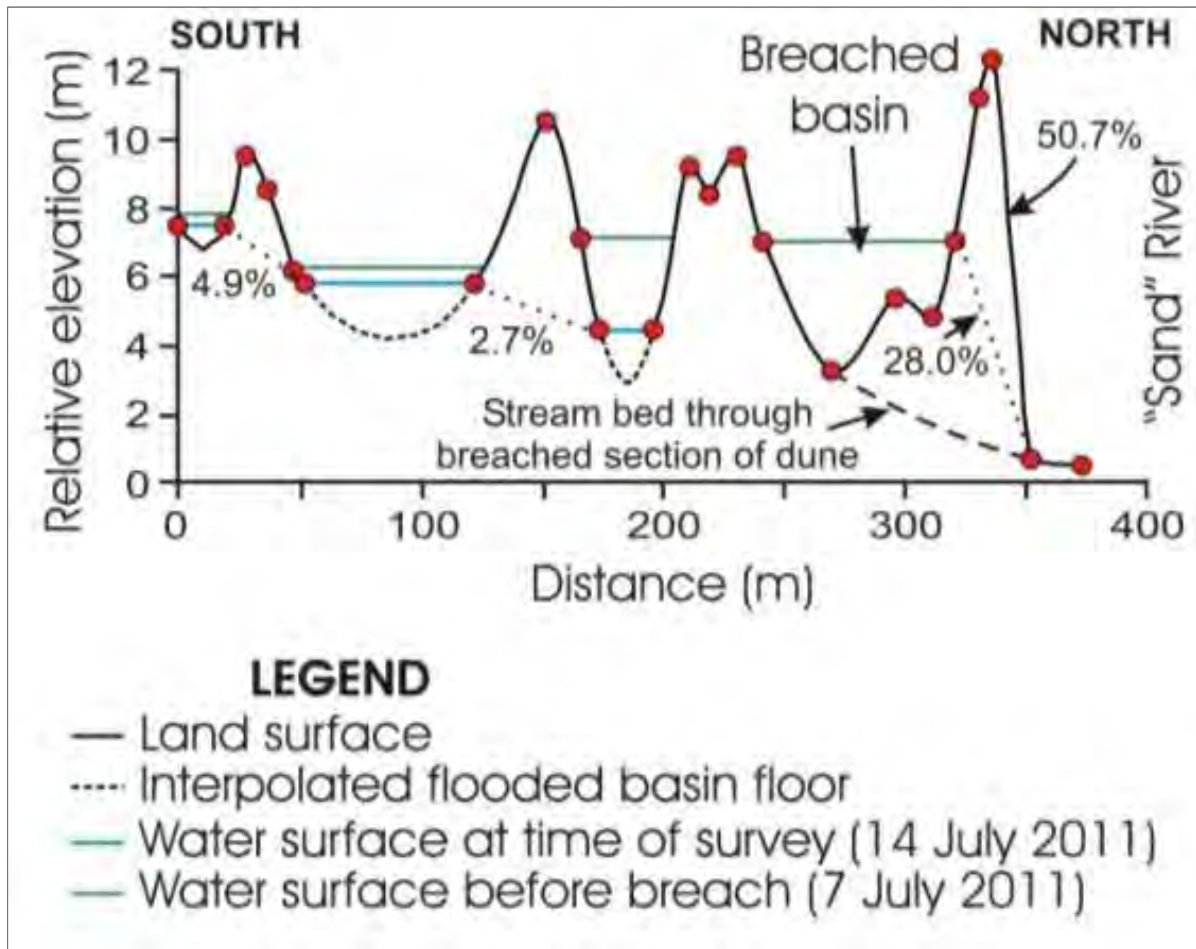 SOUTH
NORTH
Breached
basin
50.7%
"Sand" River
Relative elevation (m)
12
10
8
6
4
2
0
4.9%
2.7%
28.0%
Stream bed through
breached section of dune
0
100
200
300
400
Distance (m)
LEGEND
Land surface
Interpolated flooded basin floor
Water surface at time of survey (14 July 2011)
Water surface before breach (7 July 2011)